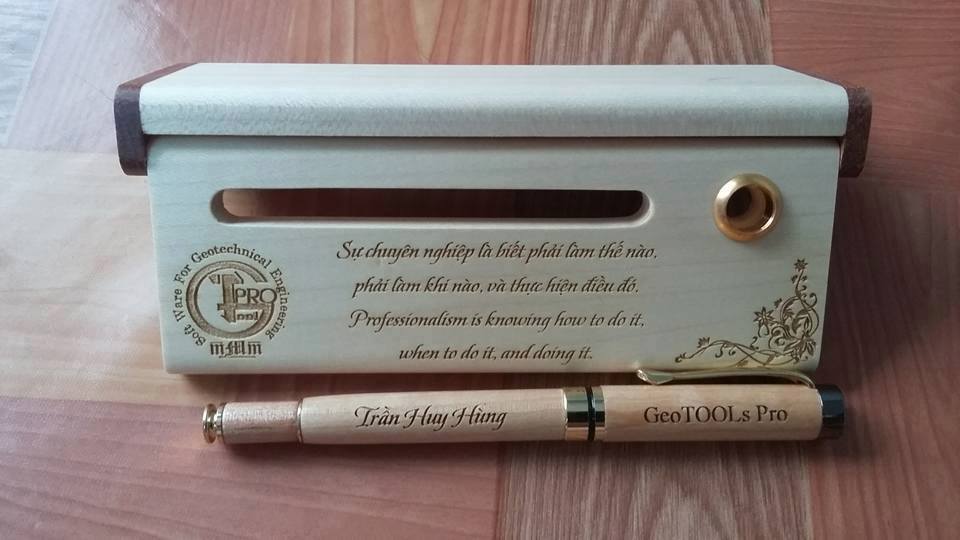 Soft Ware For Geotechnical Engineering
PRO
Tool
Sự chuyên nghiệp là biết phải làm thế nào,
phải làm khi nào, và thực hiện điều đó.
Professionalism is knowing how to do it,
when to do it, and doing it.
Trần Huy Hùng
GeoTOOLs Pro